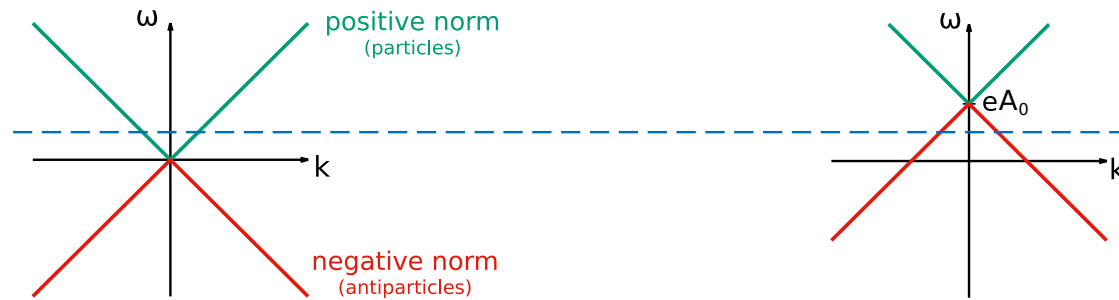 ω
positive norm
(particles)
k
negative norm
(antiparticles)
ω
eA₀
k